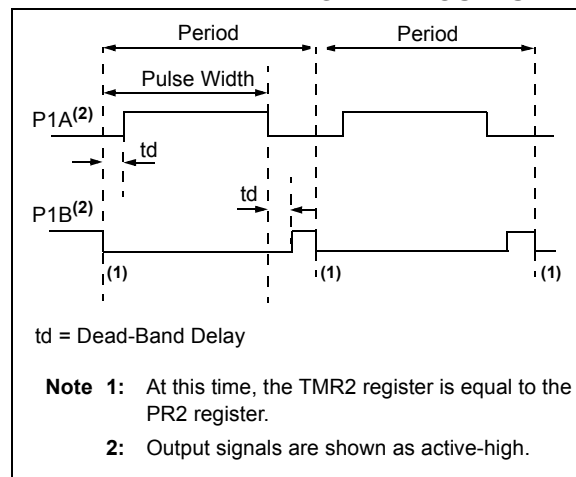 Period Period
Pulse Width
P1A(2)
td
td
P1B(2)
(1) (1) (1)
td = Dead-Band Delay
Note 1: At this time, the TMR2 register is equal to the
PR2 register.
2: Output signals are shown as active-high.